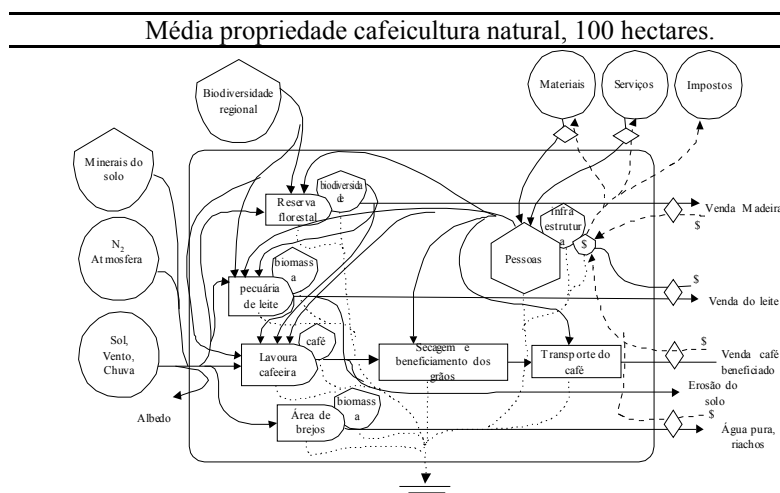 Média propriedade cafeicultura natural, 100 hectares.
Biodiversidade
regional
Materiais
Serviços
Impostos
Minerais do
solo
Reserva
florestal
biodiversida
de
Infra
estrutur
a
$
Venda Madeira
$
N2
Atmosfera
Pessoas
biomass
a
pecuária
de leite
$
Venda do leite
Sol,
Vento,
Chuva
Lavoura
cafeeira
café
Secagem e
beneficiamento dos
grãos
Transporte do
café
$
Venda café
beneficiado
Erosão do
solo
Albedo
Área de
brejos
biomass
a
$
Água pura,
riachos